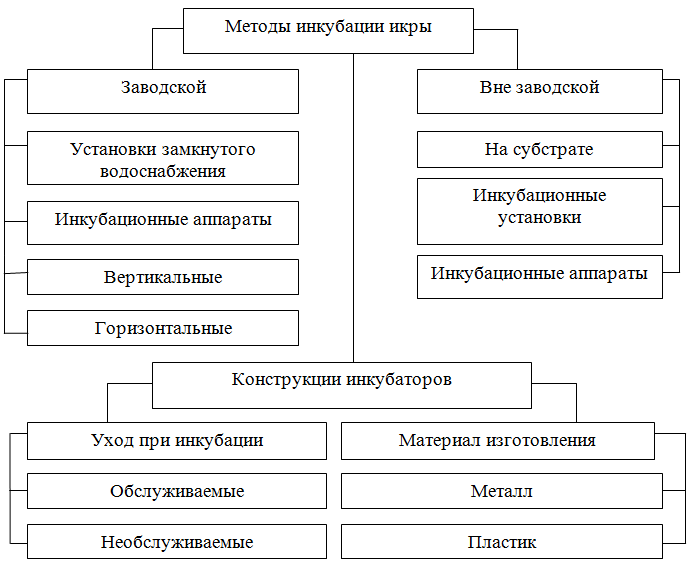 Методы инкубации икры
Заводской
Установки замкнутого
водоснабжения
Инкубационные аппараты
Вертикальные
Горизонтальные
Вне заводской
На субстрате
Инкубационные
установки
Инкубационные аппараты
Конструкции инкубаторов
Уход при инкубации
Обслуживаемые
Необслуживаемые
Материал изготовления
Металл
Пластик